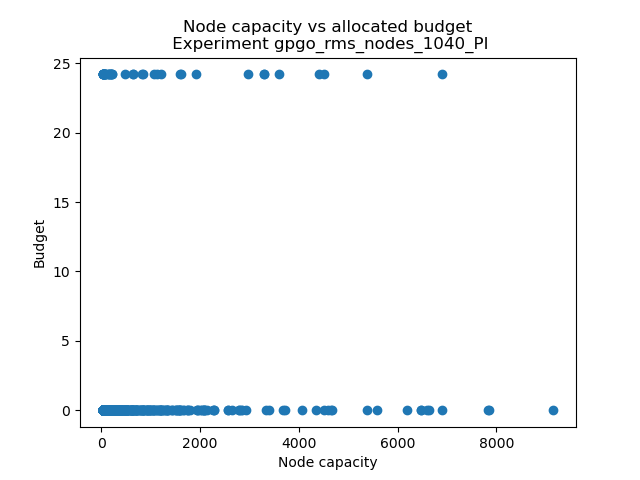 Node capacity vs allocated budget
Experiment gpgo_rms_nodes_1040_PI
25
20
15
10
5
0
Budget
0 2000 4000 6000 8000
Node capacity